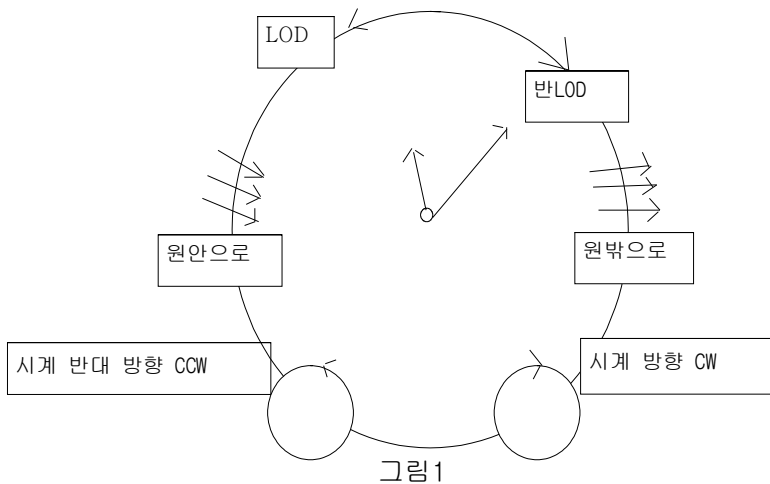 LOD
반LOD
원안으로
원밖으로
시계 반대 방향 CCW
시계 방향 CW
그림1